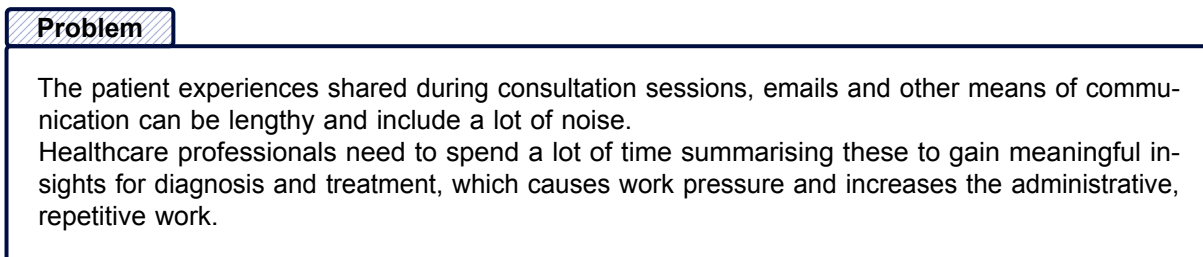 Problem
The patient experiences shared during consultation sessions, emails and other means of commu-
nication can be lengthy and include a lot of noise.
Healthcare professionals need to spend a lot of time summarising these to gain meaningful in-
sights for diagnosis and treatment, which causes work pressure and increases the administrative,
repetitive work.